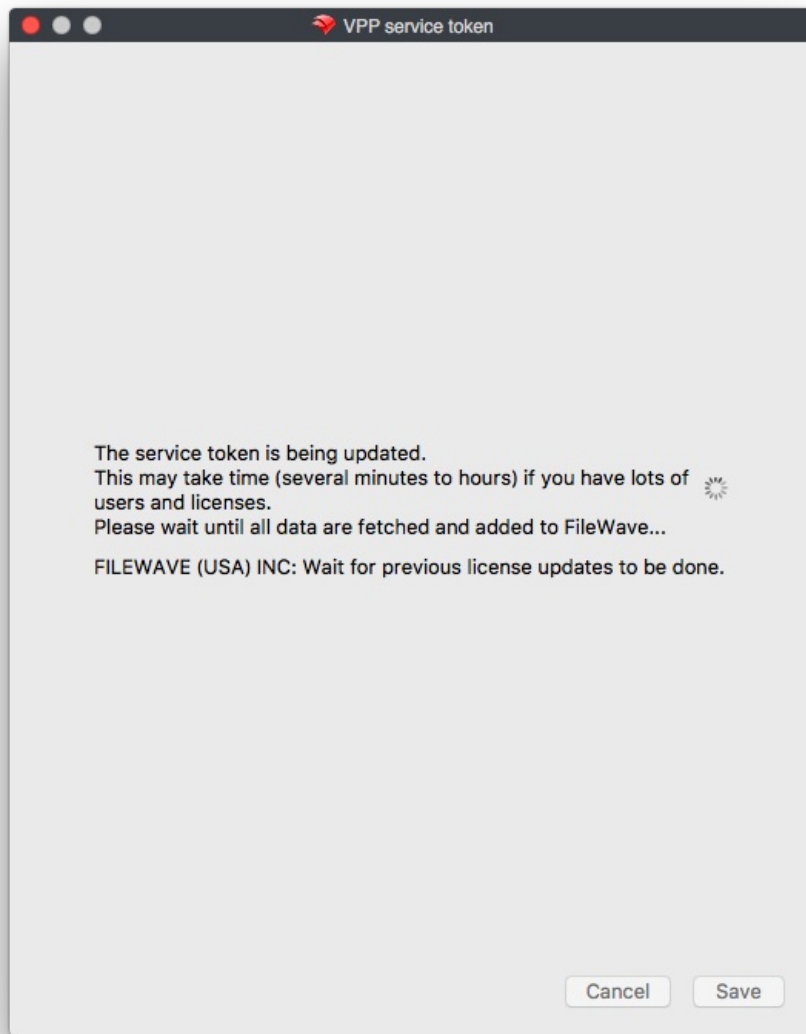 VPP service token
The service token is being updated.
This may take time (several minutes to hours) if you have lots of
users and licenses.
Please wait until all data are fetched and added to FileWave...
FILEWAVE (USA) INC: Wait for previous license updates to be done.
Cancel
Save